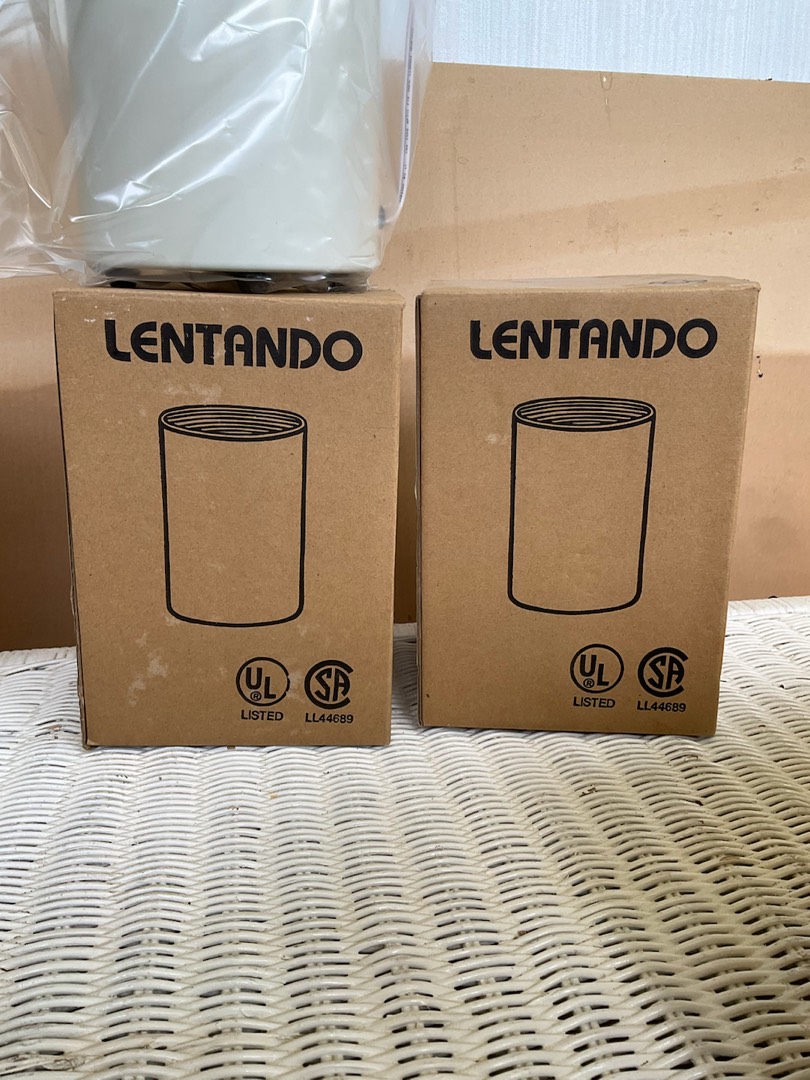 LENTANDO
UL®
LISTED
SA
LL44689
LENTANDO
UL®
LISTED
SA
LL44689